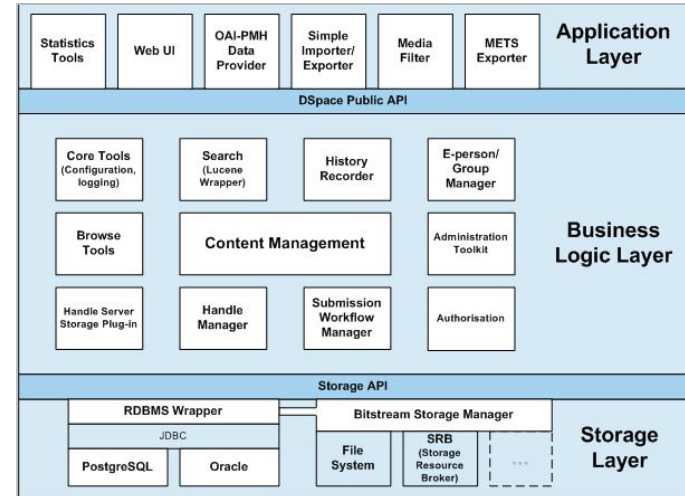 Statistics
Tools
Web UI
OAI-PMH
Data
Provider
Simple
Importer/
Exporter
Media
Filter
METS
Exporter
Application
Layer
DSpace Public API
Core Tools
(Configuration,
logging)
Search
(Lucene
Wrapper)
History
Recorder
E-person/
Group
Manager
Browse
Tools
Content Management
Administration
Toolkit
Business
Logic Layer
Handle Server
Storage Plug-in
Handle
Manager
Submission
Workflow
Manager
Authorisation
Storage API
RDBMS Wrapper
Bitstream Storage Manager
JDBC
PostgreSQL
Oracle
File
System
SRB
(Storage
Resource
Broker)
...
Storage
Layer